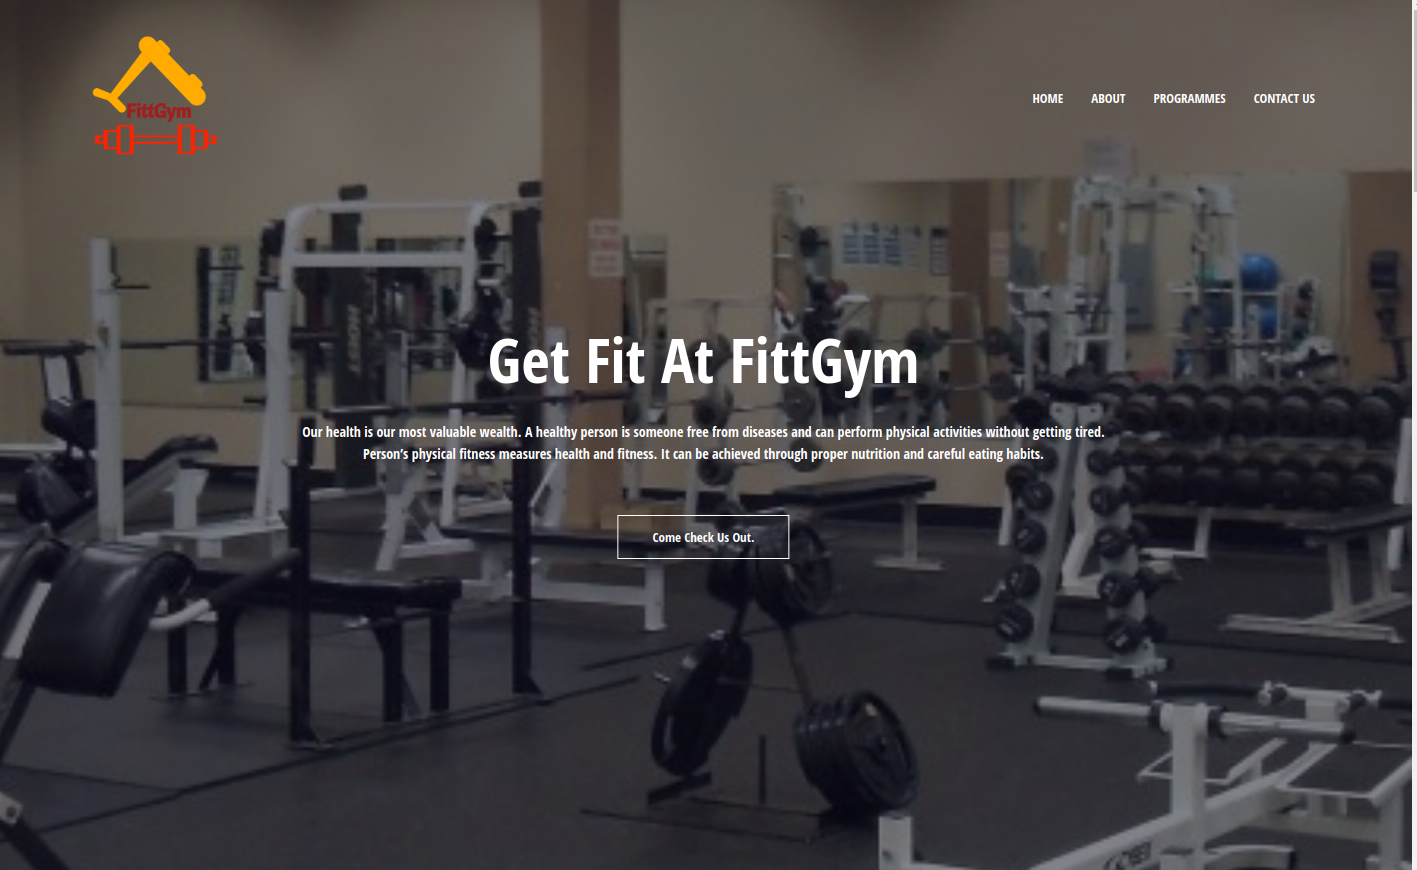 FittGym
HOME ABOUT PROGRAMMES CONTACT US
Get Fit At FittGym
Our health is our most valuable wealth. A healthy person is someone free from diseases and can perform physical activities without getting tired.
Person’s physical fitness measures health and fitness. It can be achieved through proper nutrition and careful eating habits.
Come Check Us Out.